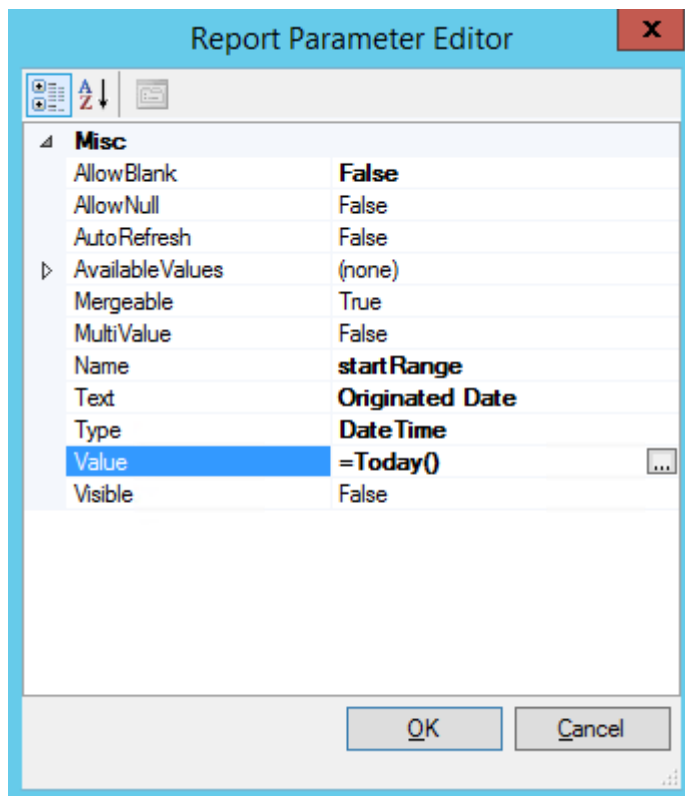 Report Parameter Editor
x
A
Z
Misc
AllowBlank False
AllowNull False
AutoRefresh False
AvailableValues (none)
Mergeable True
MultiValue False
Name startRange
Text Originated Date
Type DateTime
Value =Today() ...
Visible False
OK Cancel